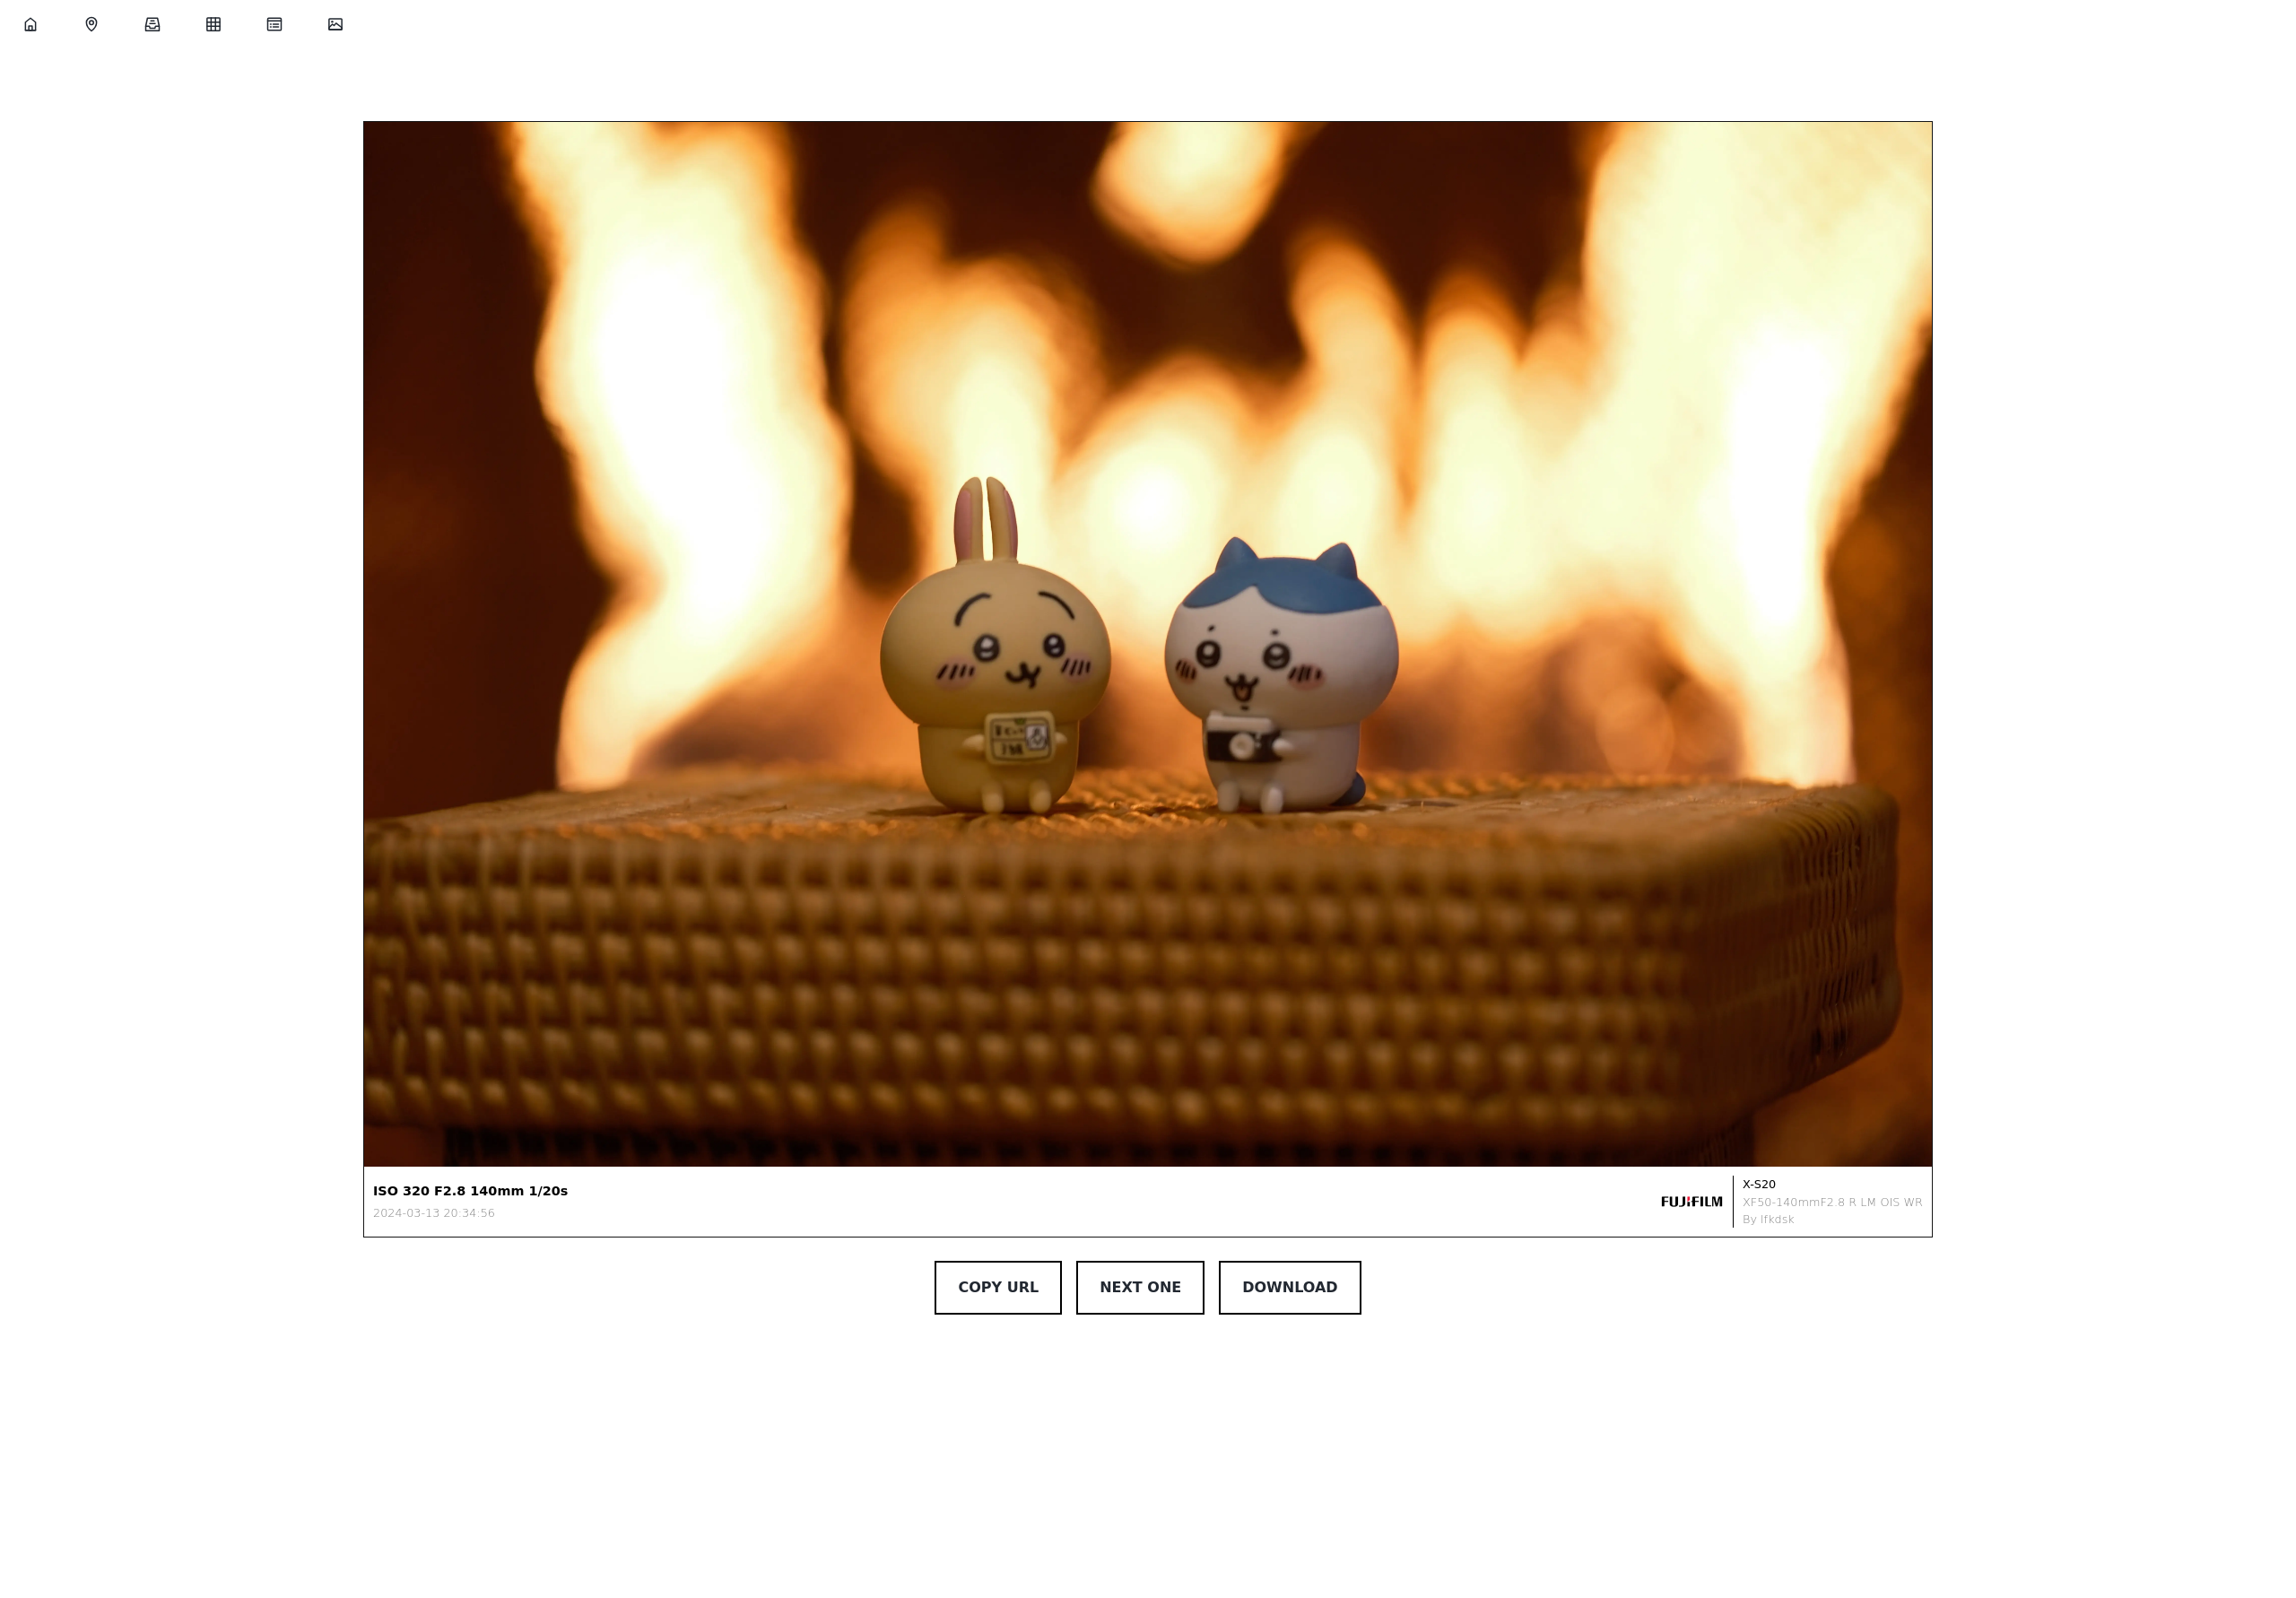 ISO 320 F2.8 140mm 1/20s
2024-03-13 20:34:56
FUJIFILM
X-S20
XF50-140mmF2.8 R LM OIS WR
By lfkdsk
COPY URL
NEXT ONE
DOWNLOAD